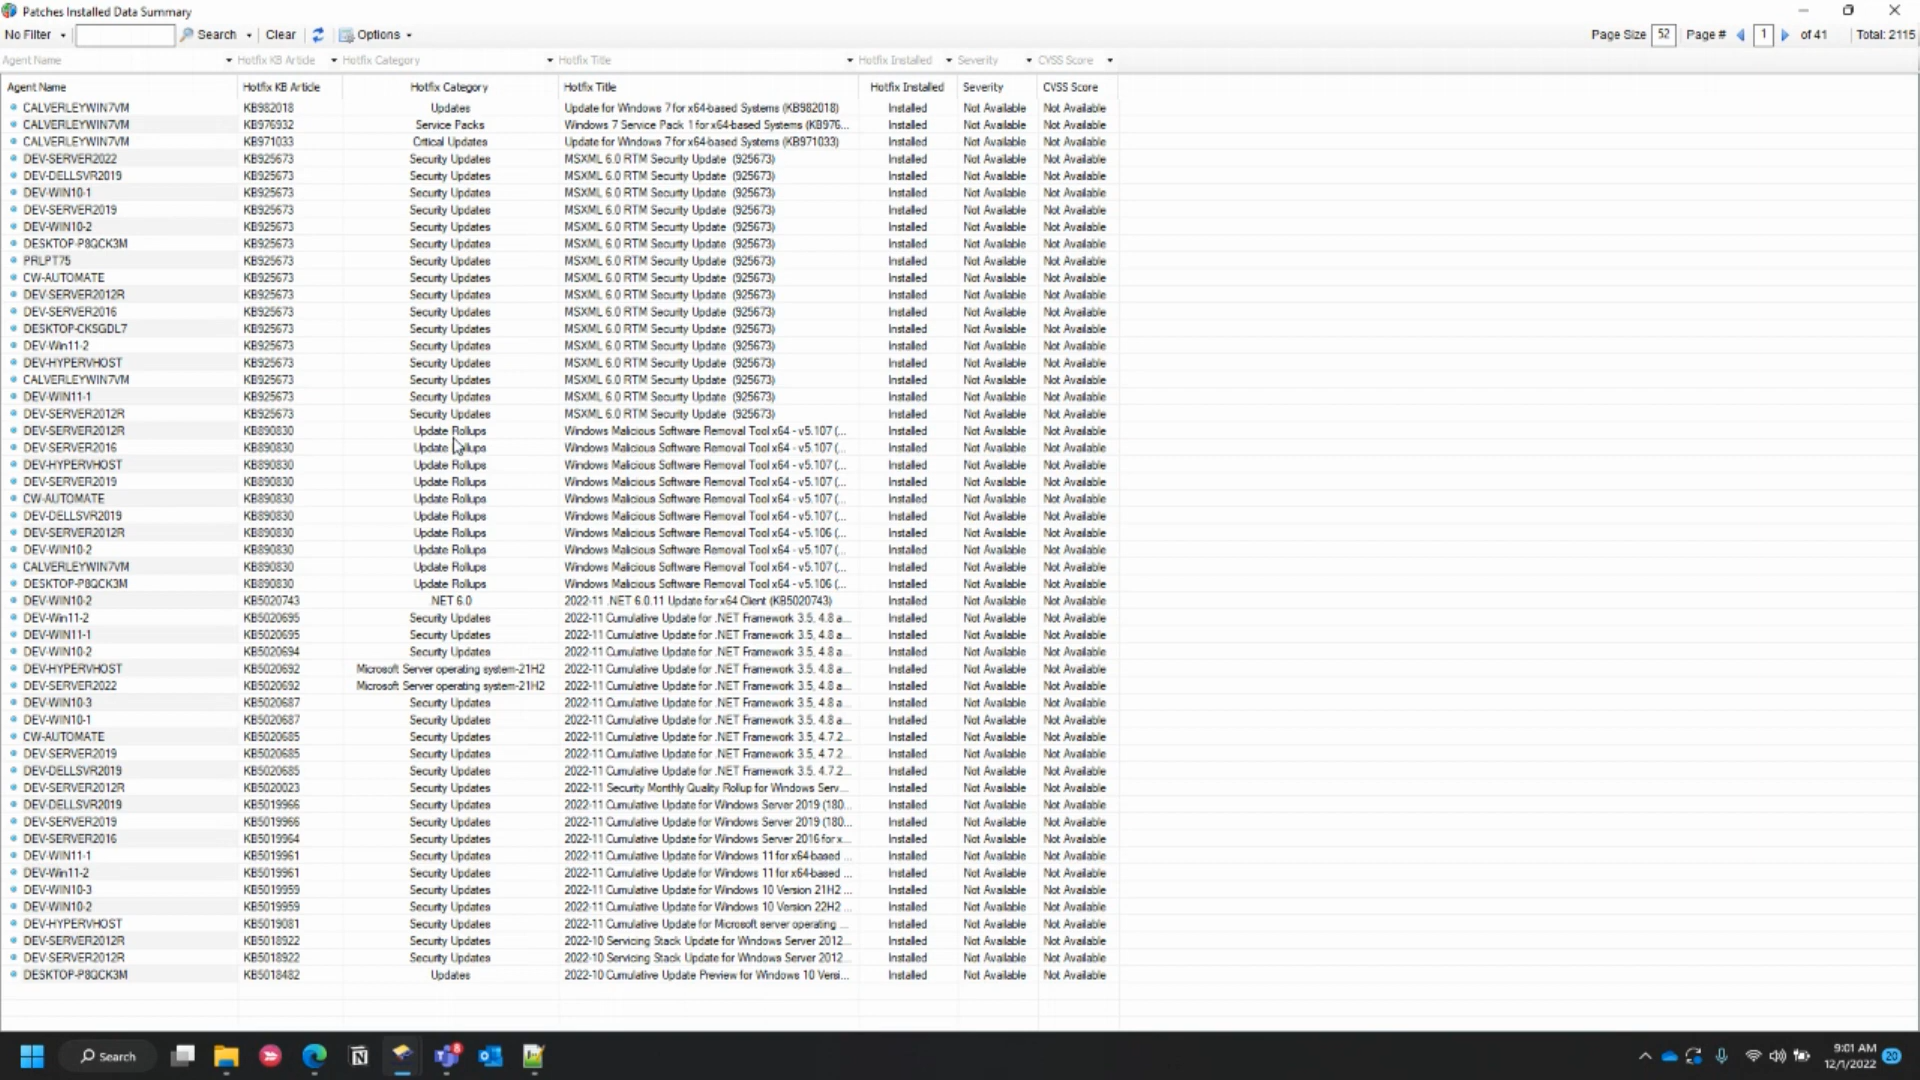 Patches Installed Data Summary
No Filter Search Clear Options Page Size 52 Page # 1 of 41 Total: 2115
Agent Name Hotfix KB Article Hotfix Category Hotfix Title Hotfix Installed Severity CVSS Score
Agent Name Hotfix KB Article Hotfix Category Hotfix Title Hotfix Installed Severity CVSS Score
CALVERLEYWIN7VM KB982018 Updates Update for Windows 7 for x64-based Systems (KB982018) Installed Not Available Not Available
CALVERLEYWIN7VM KB976932 Service Packs Windows 7 Service Pack 1 for x64-based Systems (KB976... Installed Not Available Not Available
CALVERLEYWIN7VM KB971033 Critical Updates Update for Windows 7 for x64-based Systems (KB971033) Installed Not Available Not Available
DEV-SERVER2022 KB925673 Security Updates MSXML 6.0 RTM Security Update (925673) Installed Not Available Not Available
DEV-DELLSVR2019 KB925673 Security Updates MSXML 6.0 RTM Security Update (925673) Installed Not Available Not Available
DEV-WIN10-1 KB925673 Security Updates MSXML 6.0 RTM Security Update (925673) Installed Not Available Not Available
DEV-SERVER2019 KB925673 Security Updates MSXML 6.0 RTM Security Update (925673) Installed Not Available Not Available
DEV-WIN10-2 KB925673 Security Updates MSXML 6.0 RTM Security Update (925673) Installed Not Available Not Available
DESKTOP-P8QCK3M KB925673 Security Updates MSXML 6.0 RTM Security Update (925673) Installed Not Available Not Available
PRLPT75 KB925673 Security Updates MSXML 6.0 RTM Security Update (925673) Installed Not Available Not Available
CW-AUTOMATE KB925673 Security Updates MSXML 6.0 RTM Security Update (925673) Installed Not Available Not Available
DEV-SERVER2012R KB925673 Security Updates MSXML 6.0 RTM Security Update (925673) Installed Not Available Not Available
DEV-SERVER2016 KB925673 Security Updates MSXML 6.0 RTM Security Update (925673) Installed Not Available Not Available
DESKTOP-CKSGDL7 KB925673 Security Updates MSXML 6.0 RTM Security Update (925673) Installed Not Available Not Available
DEV-Win11-2 KB925673 Security Updates MSXML 6.0 RTM Security Update (925673) Installed Not Available Not Available
DEV-HYPERVHOST KB925673 Security Updates MSXML 6.0 RTM Security Update (925673) Installed Not Available Not Available
CALVERLEYWIN7VM KB925673 Security Updates MSXML 6.0 RTM Security Update (925673) Installed Not Available Not Available
DEV-WIN11-1 KB925673 Security Updates MSXML 6.0 RTM Security Update (925673) Installed Not Available Not Available
DEV-SERVER2012R KB925673 Security Updates MSXML 6.0 RTM Security Update (925673) Installed Not Available Not Available
DEV-SERVER2012R KB890830 Update Rollups Windows Malicious Software Removal Tool x64 - v5.107 (... Installed Not Available Not Available
DEV-SERVER2016 KB890830 Update Rollups Windows Malicious Software Removal Tool x64 - v5.107 (... Installed Not Available Not Available
DEV-HYPERVHOST KB890830 Update Rollups Windows Malicious Software Removal Tool x64 - v5.107 (... Installed Not Available Not Available
DEV-SERVER2019 KB890830 Update Rollups Windows Malicious Software Removal Tool x64 - v5.107 (... Installed Not Available Not Available
CW-AUTOMATE KB890830 Update Rollups Windows Malicious Software Removal Tool x64 - v5.107 (... Installed Not Available Not Available
DEV-DELLSVR2019 KB890830 Update Rollups Windows Malicious Software Removal Tool x64 - v5.107 (... Installed Not Available Not Available
DEV-SERVER2012R KB890830 Update Rollups Windows Malicious Software Removal Tool x64 - v5.106 (... Installed Not Available Not Available
DEV-WIN10-2 KB890830 Update Rollups Windows Malicious Software Removal Tool x64 - v5.107 (... Installed Not Available Not Available
CALVERLEYWIN7VM KB890830 Update Rollups Windows Malicious Software Removal Tool x64 - v5.107 (... Installed Not Available Not Available
DESKTOP-P8QCK3M KB890830 Update Rollups Windows Malicious Software Removal Tool x64 - v5.106 (... Installed Not Available Not Available
DEV-WIN10-2 KB5020743 .NET 6.0 2022-11 .NET 6.0.11 Update for x64 Client (KB5020743) Installed Not Available Not Available
DEV-Win11-2 KB5020695 Security Updates 2022-11 Cumulative Update for .NET Framework 3.5, 4.8 a... Installed Not Available Not Available
DEV-WIN11-1 KB5020695 Security Updates 2022-11 Cumulative Update for .NET Framework 3.5, 4.8 a... Installed Not Available Not Available
DEV-WIN10-2 KB5020694 Security Updates 2022-11 Cumulative Update for .NET Framework 3.5, 4.8 a... Installed Not Available Not Available
DEV-HYPERVHOST KB5020692 Microsoft Server operating system-21H2 2022-11 Cumulative Update for .NET Framework 3.5, 4.8 a... Installed Not Available Not Available
DEV-SERVER2022 KB5020692 Microsoft Server operating system-21H2 2022-11 Cumulative Update for .NET Framework 3.5, 4.8 a... Installed Not Available Not Available
DEV-WIN10-3 KB5020687 Security Updates 2022-11 Cumulative Update for .NET Framework 3.5, 4.8 a... Installed Not Available Not Available
DEV-WIN10-1 KB5020687 Security Updates 2022-11 Cumulative Update for .NET Framework 3.5, 4.8 a... Installed Not Available Not Available
CW-AUTOMATE KB5020685 Security Updates 2022-11 Cumulative Update for .NET Framework 3.5, 4.7.2... Installed Not Available Not Available
DEV-SERVER2019 KB5020685 Security Updates 2022-11 Cumulative Update for .NET Framework 3.5, 4.7.2... Installed Not Available Not Available
DEV-DELLSVR2019 KB5020685 Security Updates 2022-11 Cumulative Update for .NET Framework 3.5, 4.7.2... Installed Not Available Not Available
DEV-SERVER2012R KB5020023 Security Updates 2022-11 Security Monthly Quality Rollup for Windows Serv... Installed Not Available Not Available
DEV-DELLSVR2019 KB5019966 Security Updates 2022-11 Cumulative Update for Windows Server 2019 (180... Installed Not Available Not Available
DEV-SERVER2019 KB5019966 Security Updates 2022-11 Cumulative Update for Windows Server 2019 (180... Installed Not Available Not Available
DEV-SERVER2016 KB5019964 Security Updates 2022-11 Cumulative Update for Windows Server 2016 for x... Installed Not Available Not Available
DEV-WIN11-1 KB5019961 Security Updates 2022-11 Cumulative Update for Windows 11 for x64-based ... Installed Not Available Not Available
DEV-Win11-2 KB5019961 Security Updates 2022-11 Cumulative Update for Windows 11 for x64-based ... Installed Not Available Not Available
DEV-WIN10-3 KB5019959 Security Updates 2022-11 Cumulative Update for Windows 10 Version 21H2 ... Installed Not Available Not Available
DEV-WIN10-2 KB5019959 Security Updates 2022-11 Cumulative Update for Windows 10 Version 22H2 ... Installed Not Available Not Available
DEV-HYPERVHOST KB5019081 Security Updates 2022-11 Cumulative Update for Microsoft server operating ... Installed Not Available Not Available
DEV-SERVER2012R KB5018922 Security Updates 2022-10 Servicing Stack Update for Windows Server 2012... Installed Not Available Not Available
DEV-SERVER2012R KB5018922 Security Updates 2022-10 Servicing Stack Update for Windows Server 2012... Installed Not Available Not Available
DESKTOP-P8QCK3M KB5018482 Updates 2022-10 Cumulative Update Preview for Windows 10 Versi... Installed Not Available Not Available
Search 8 9:01 AM
12/1/2022 20